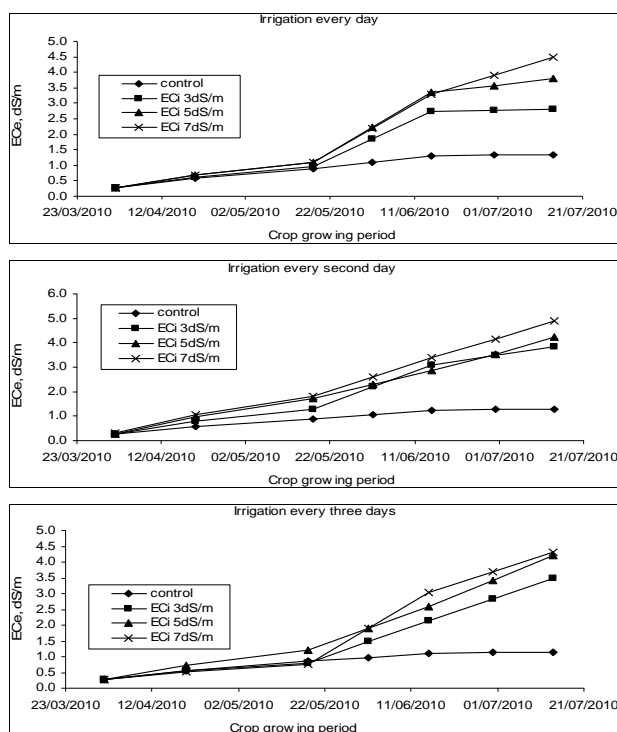 Irrigation every day
5.0
4.5
4.0
3.5
3.0
2.5
2.0
1.5
1.0
0.5
0.0
ECe, dS/m
control
ECi 3dS/m
ECi 5dS/m
ECi 7dS/m
23/03/2010 12/04/2010 02/05/2010 22/05/2010 11/06/2010 01/07/2010 21/07/2010
Crop growing period
Irrigation every second day
6.0
5.0
4.0
3.0
2.0
1.0
0.0
ECe, dS/m
control
ECi 3dS/m
ECi 5dS/m
ECi 7dS/m
23/03/2010 12/04/2010 02/05/2010 22/05/2010 11/06/2010 01/07/2010 21/07/2010
Crop growing period
Irrigation every three days
5.0
4.5
4.0
3.5
3.0
2.5
2.0
1.5
1.0
0.5
0.0
ECe, dS/m
control
ECi 3dS/m
ECi 5dS/m
ECi 7dS/m
23/03/2010 12/04/2010 02/05/2010 22/05/2010 11/06/2010 01/07/2010 21/07/2010
Crop growing period